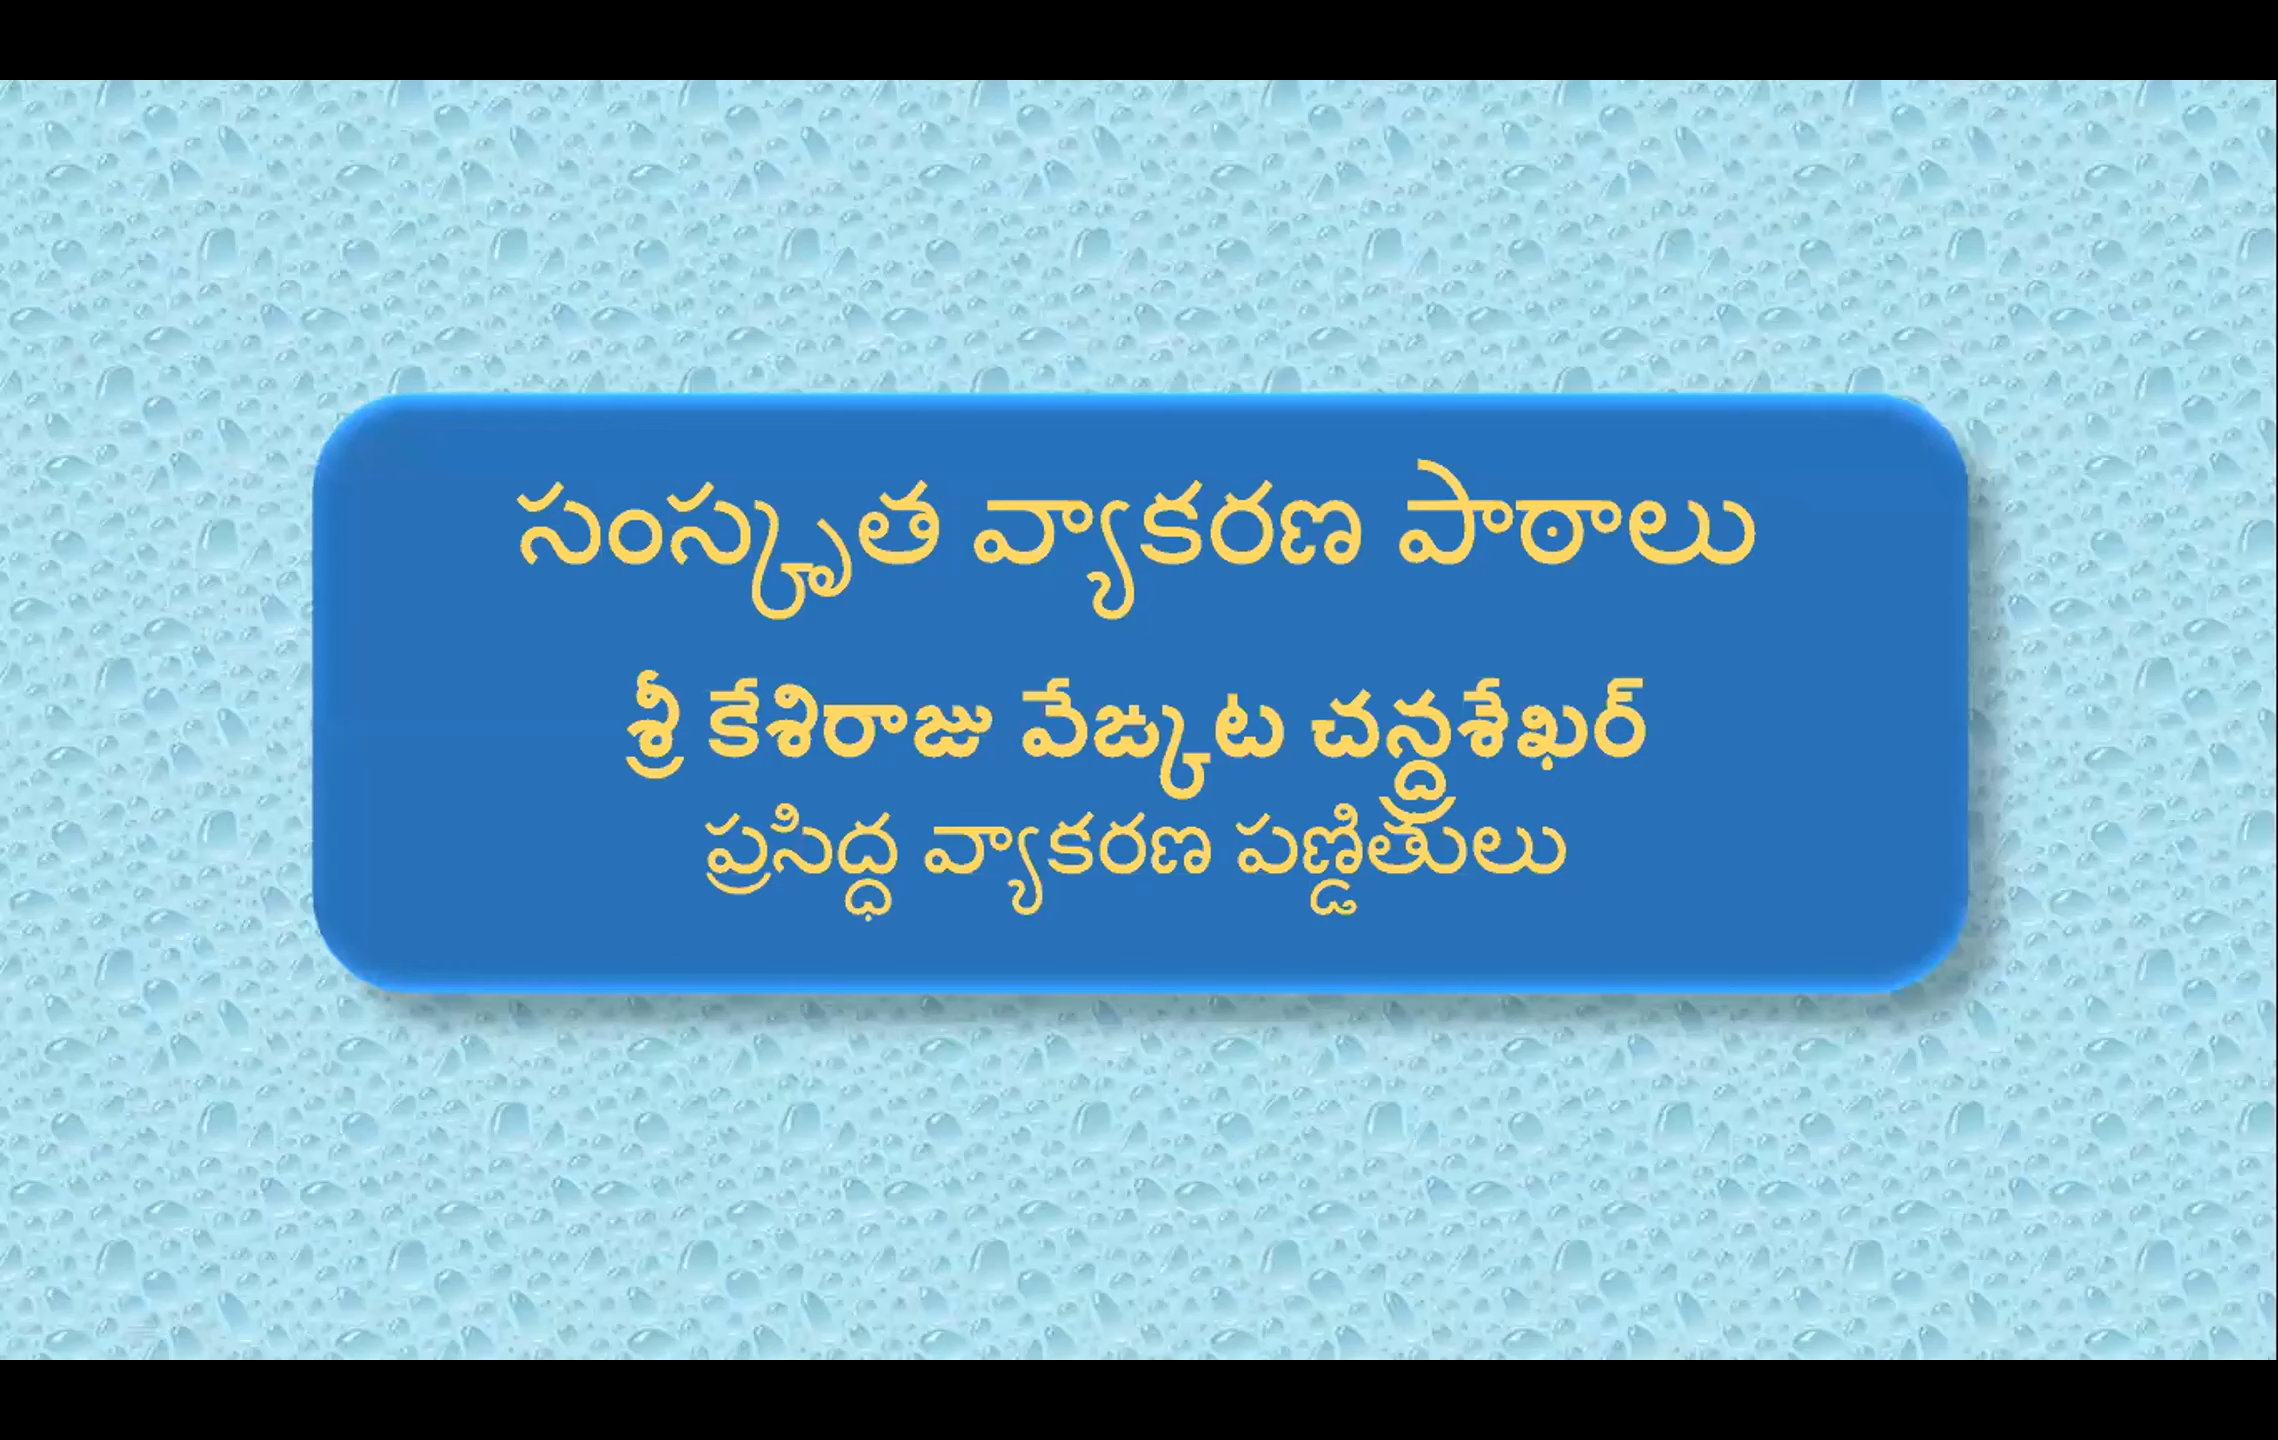 సంస్కృత వ్యాకరణ పాఠాలు
శ్రీ కేశిరాజు వేఙ్కట చన్ద్రశేఖర్
ప్రసిద్ధ వ్యాకరణ పణ్డితులు